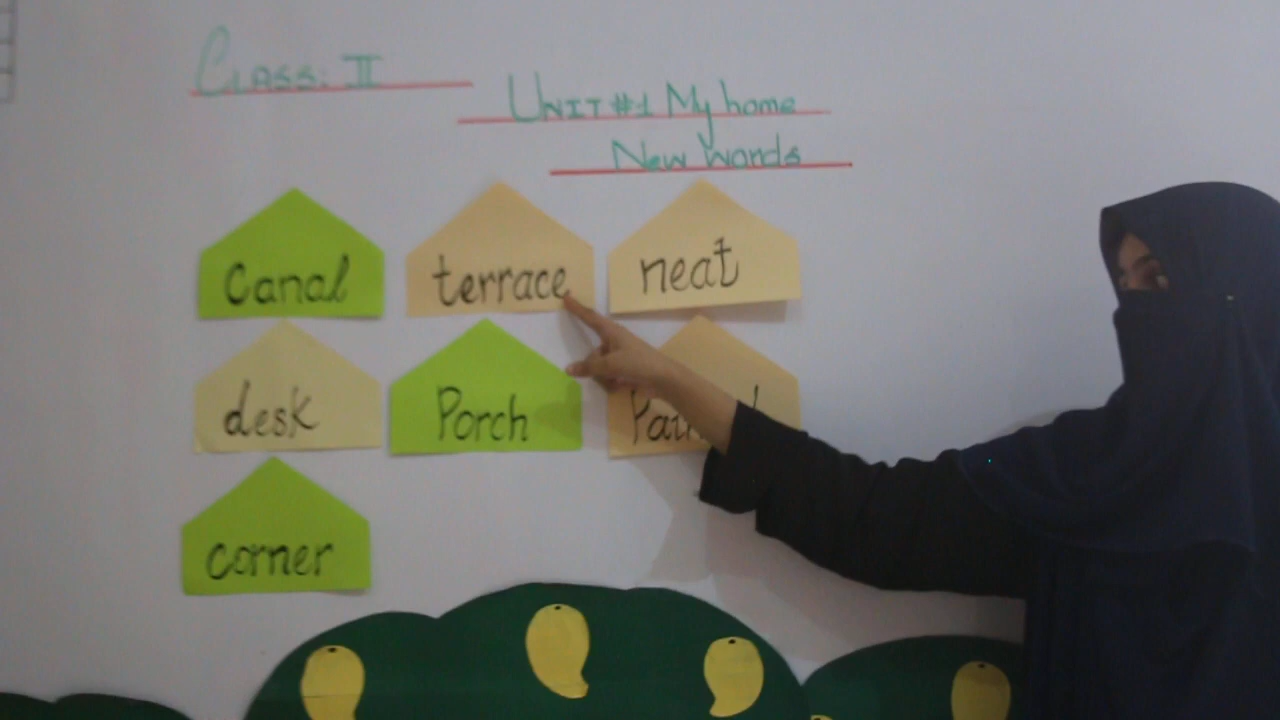 CLASS: II
UNIT #1 My home
New words
Canal
terrace
neat
desk
Porch
corner